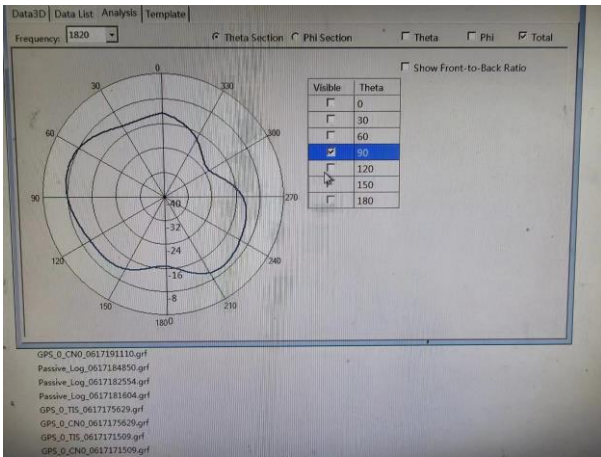 Data3D Data List Analysis Template
Frequency: 1820 Theta Section Phi Section Theta Phi Total
Show Front-to-Back Ratio
Visible Theta
0
30
60
90
120
150
180
0
330
300
270
240
210
180
150
120
90
60
30
-40
-32
-24
-16
-8
0
GPS_0_CN0_0617191110.grf
Passive_Log_0617184850.grf
Passive_Log_0617182554.grf
Passive_Log_0617181604.grf
GPS_0_TIS_0617175629.grf
GPS_0_CN0_0617175629.grf
GPS_0_TIS_0617171509.grf
GPS_0_CN0_0617171509.grf